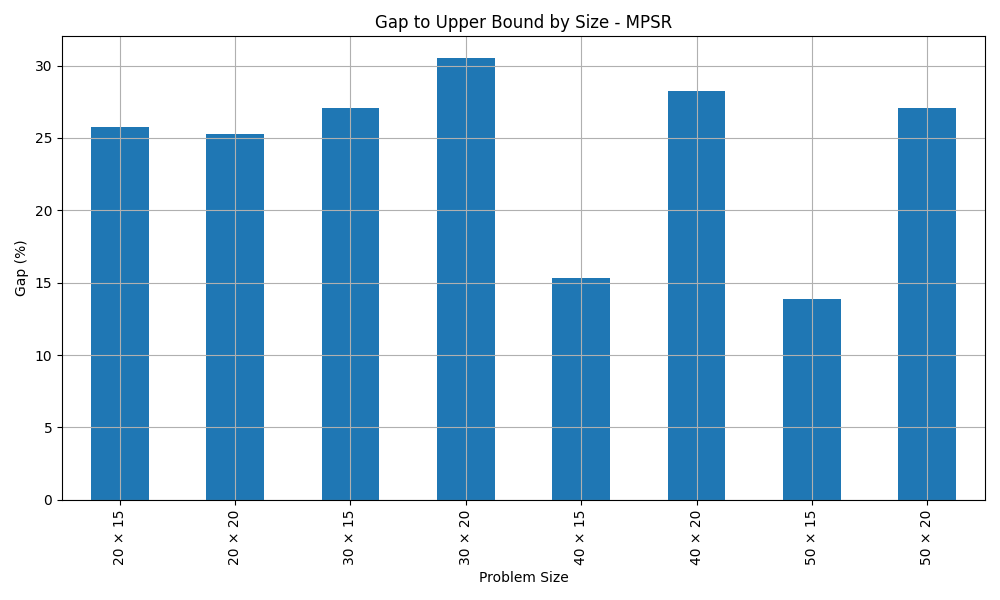 Gap to Upper Bound by Size - MPSR
Gap (%)
30
25
20
15
10
5
0
20 × 15
20 × 20
30 × 15
30 × 20
40 × 15
40 × 20
50 × 15
50 × 20
Problem Size